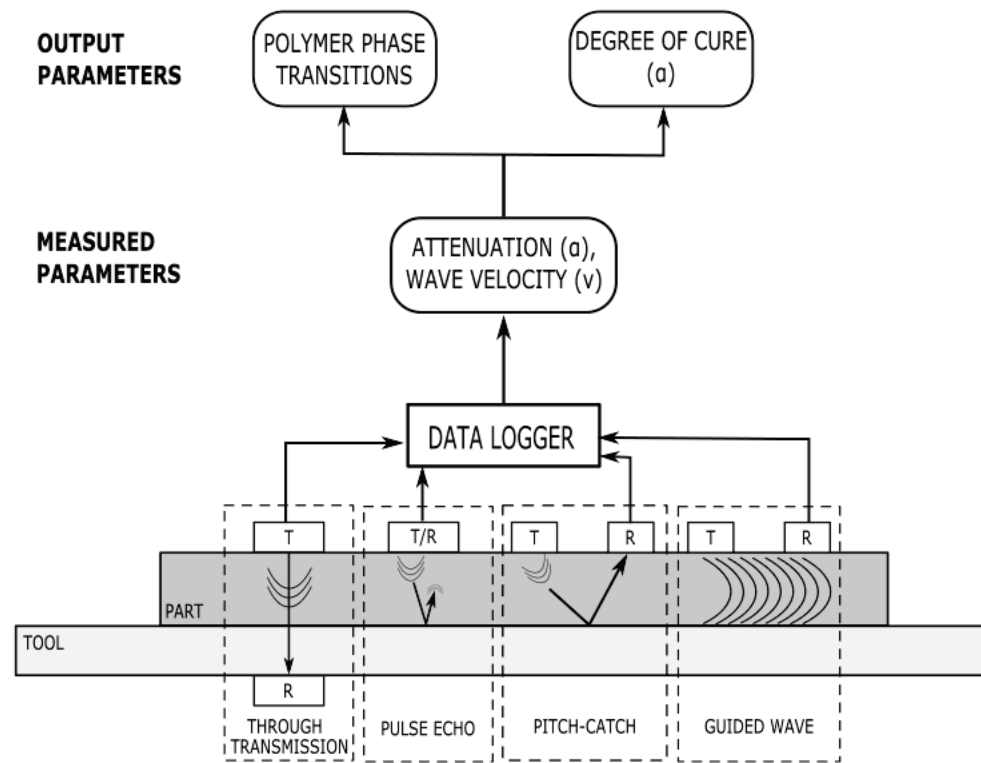 OUTPUT
PARAMETERS
POLYMER PHASE
TRANSITIONS
DEGREE OF CURE
(α)
MEASURED
PARAMETERS
ATTENUATION (α),
WAVE VELOCITY (v)
DATA LOGGER
T
T/R
T
R
T
R
PART
TOOL
R
THROUGH
TRANSMISSION
PULSE ECHO
PITCH-CATCH
GUIDED WAVE